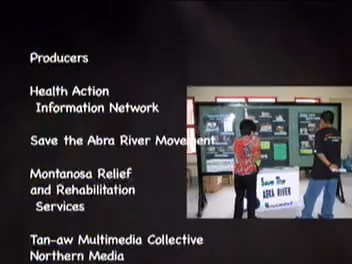 Producers
Health Action
Information Network
Save the Abra River Movement
Montanosa Relief
and Rehabilitation
Services
Tan-aw Multimedia Collective
Northern Media
Save The
ABRA RIVER
Movement!